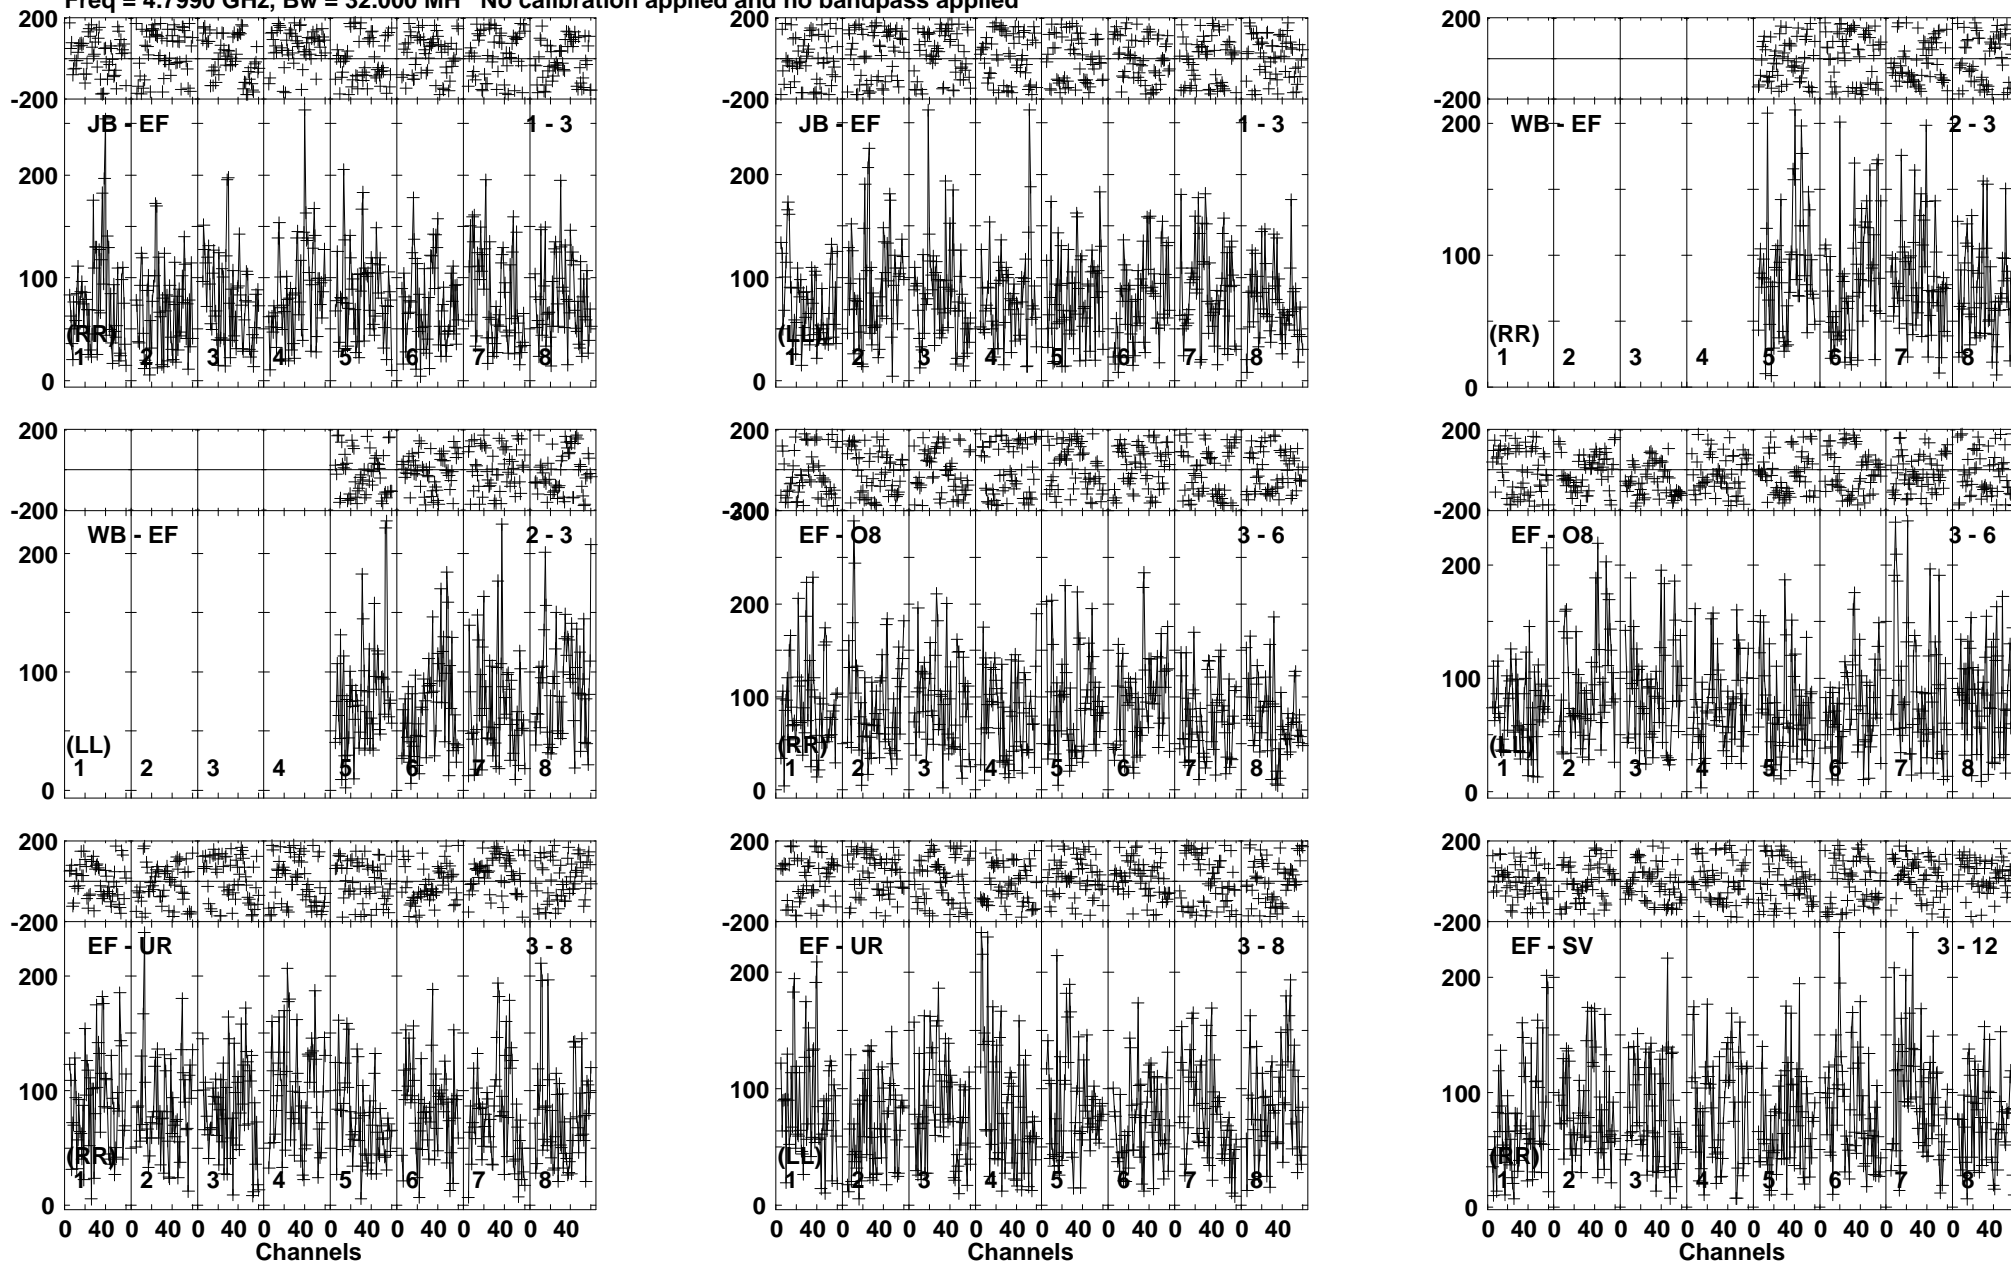 Freq = 4.7990 GHz, Bw = 32.000 MH No calibration applied and no bandpass applied
200 200 200
-200 -200 -200
JB - EF 1 - 3 JB - EF 1 - 3 WB - EF 2 - 3
200 200 200
100 100 100
(RR) (LL) (RR)
1 2 3 4 5 6 7 8 1 2 3 4 5 6 7 8 1 2 3 4 5 6 7 8
0 0 0
200 200 200
-200 -200 300 -200
WB - EF 2 - 3 EF - O8 3 - 6 EF - O8 3 - 6
200 200 200
100 100 100
(LL) (RR) (LL)
1 2 3 4 5 6 7 8 1 2 3 4 5 6 7 8 1 2 3 4 5 6 7 8
0 0 0
200 200 200
-200 -200 -200
EF - UR 3 - 8 EF - UR 3 - 8 EF - SV 3 - 12
200 200 200
100 100 100
(RR) (LL) (RR)
1 2 3 4 5 6 7 8 1 2 3 4 5 6 7 8 1 2 3 4 5 6 7 8
0 0 0
0 40 0 40 0 40 0 40 0 40 0 40 0 40 0 40 0 40 0 40 0 40 0 40 0 40 0 40 0 40 0 40 0 40 0 40 0 40 0 40 0 40 0 40 0 40 0 40
Channels Channels Channels